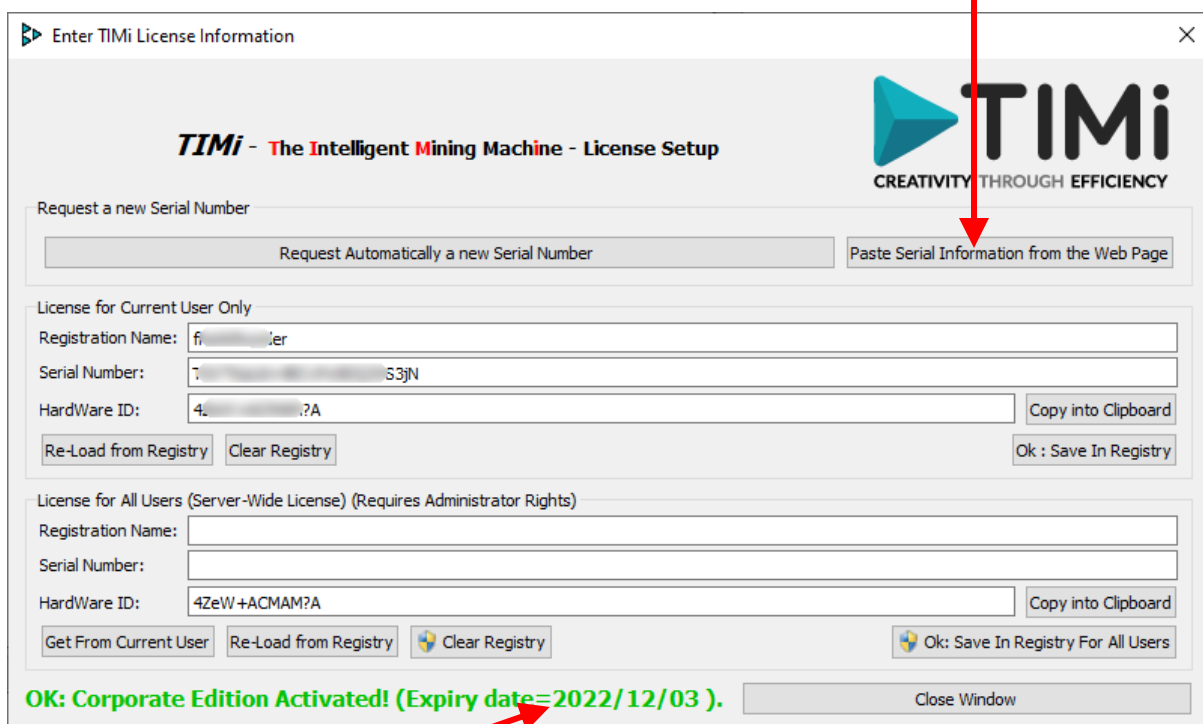 Enter TIMi License Information
TIMi - The Intelligent Mining Machine - License Setup
TIMi
CREATIVITY THROUGH EFFICIENCY
Request a new Serial Number
Request Automatically a new Serial Number
Paste Serial Information from the Web Page
License for Current User Only
Registration Name:
Serial Number:
HardWare ID:
Copy into Clipboard
Re-Load from Registry
Clear Registry
Ok : Save In Registry
License for All Users (Server-Wide License) (Requires Administrator Rights)
Registration Name:
Serial Number:
HardWare ID: 4ZeW+ACMAM?A
Copy into Clipboard
Get From Current User
Re-Load from Registry
Clear Registry
Ok: Save In Registry For All Users
OK: Corporate Edition Activated! (Expiry date=2022/12/03 ).
Close Window